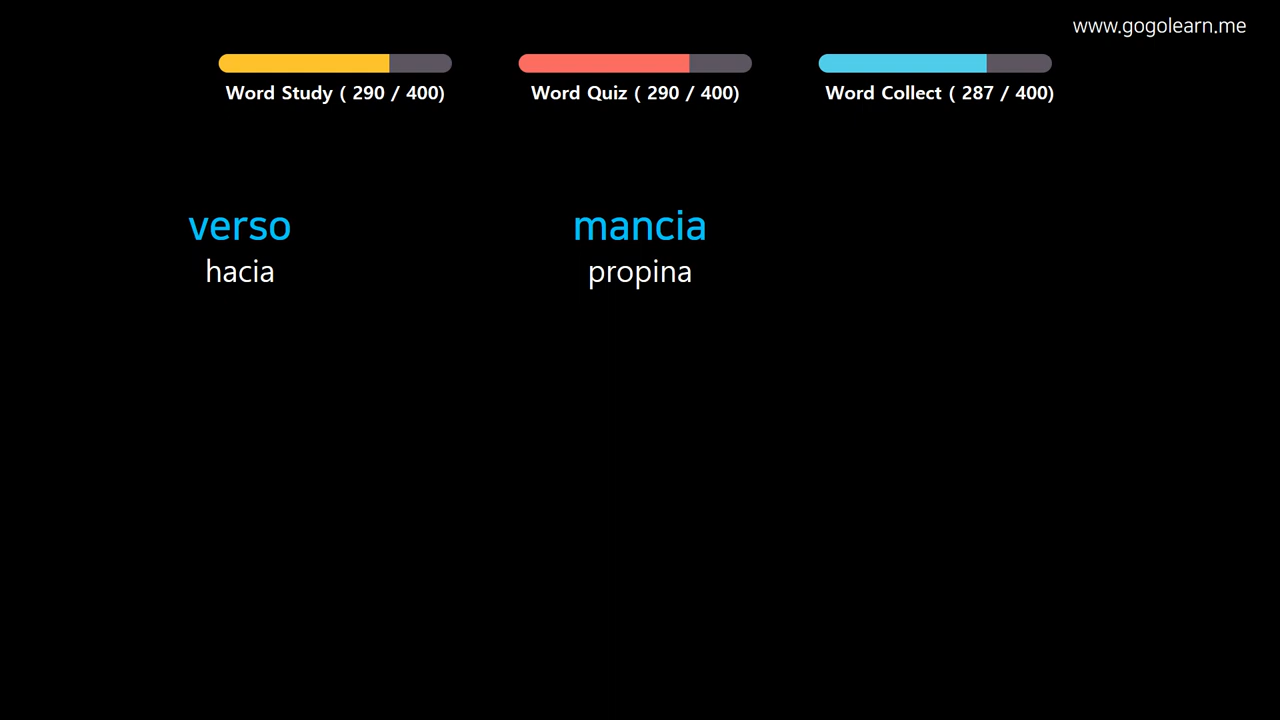 www.gogolearn.me
Word Study ( 290 / 400)
Word Quiz ( 290 / 400)
Word Collect ( 287 / 400)
verso
hacia
mancia
propina